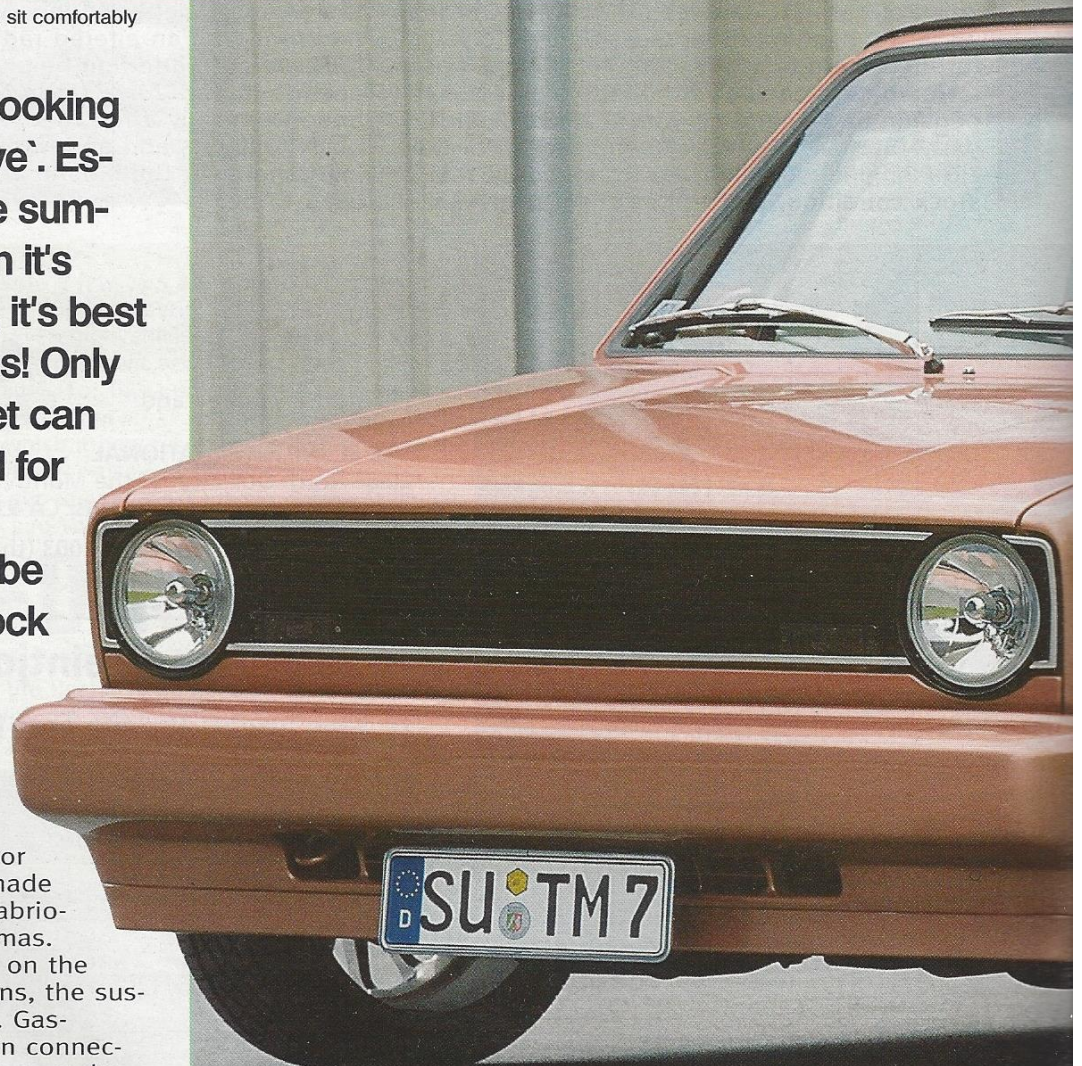 sit comfortably
ooking
ve`. Es-
e sum-
n it's
it's best
s! Only
et can
l for
be
ock
or
nade
abrio-
mas.
on the
ns, the sus-
. Gas-
n connec-
D SU TM 7